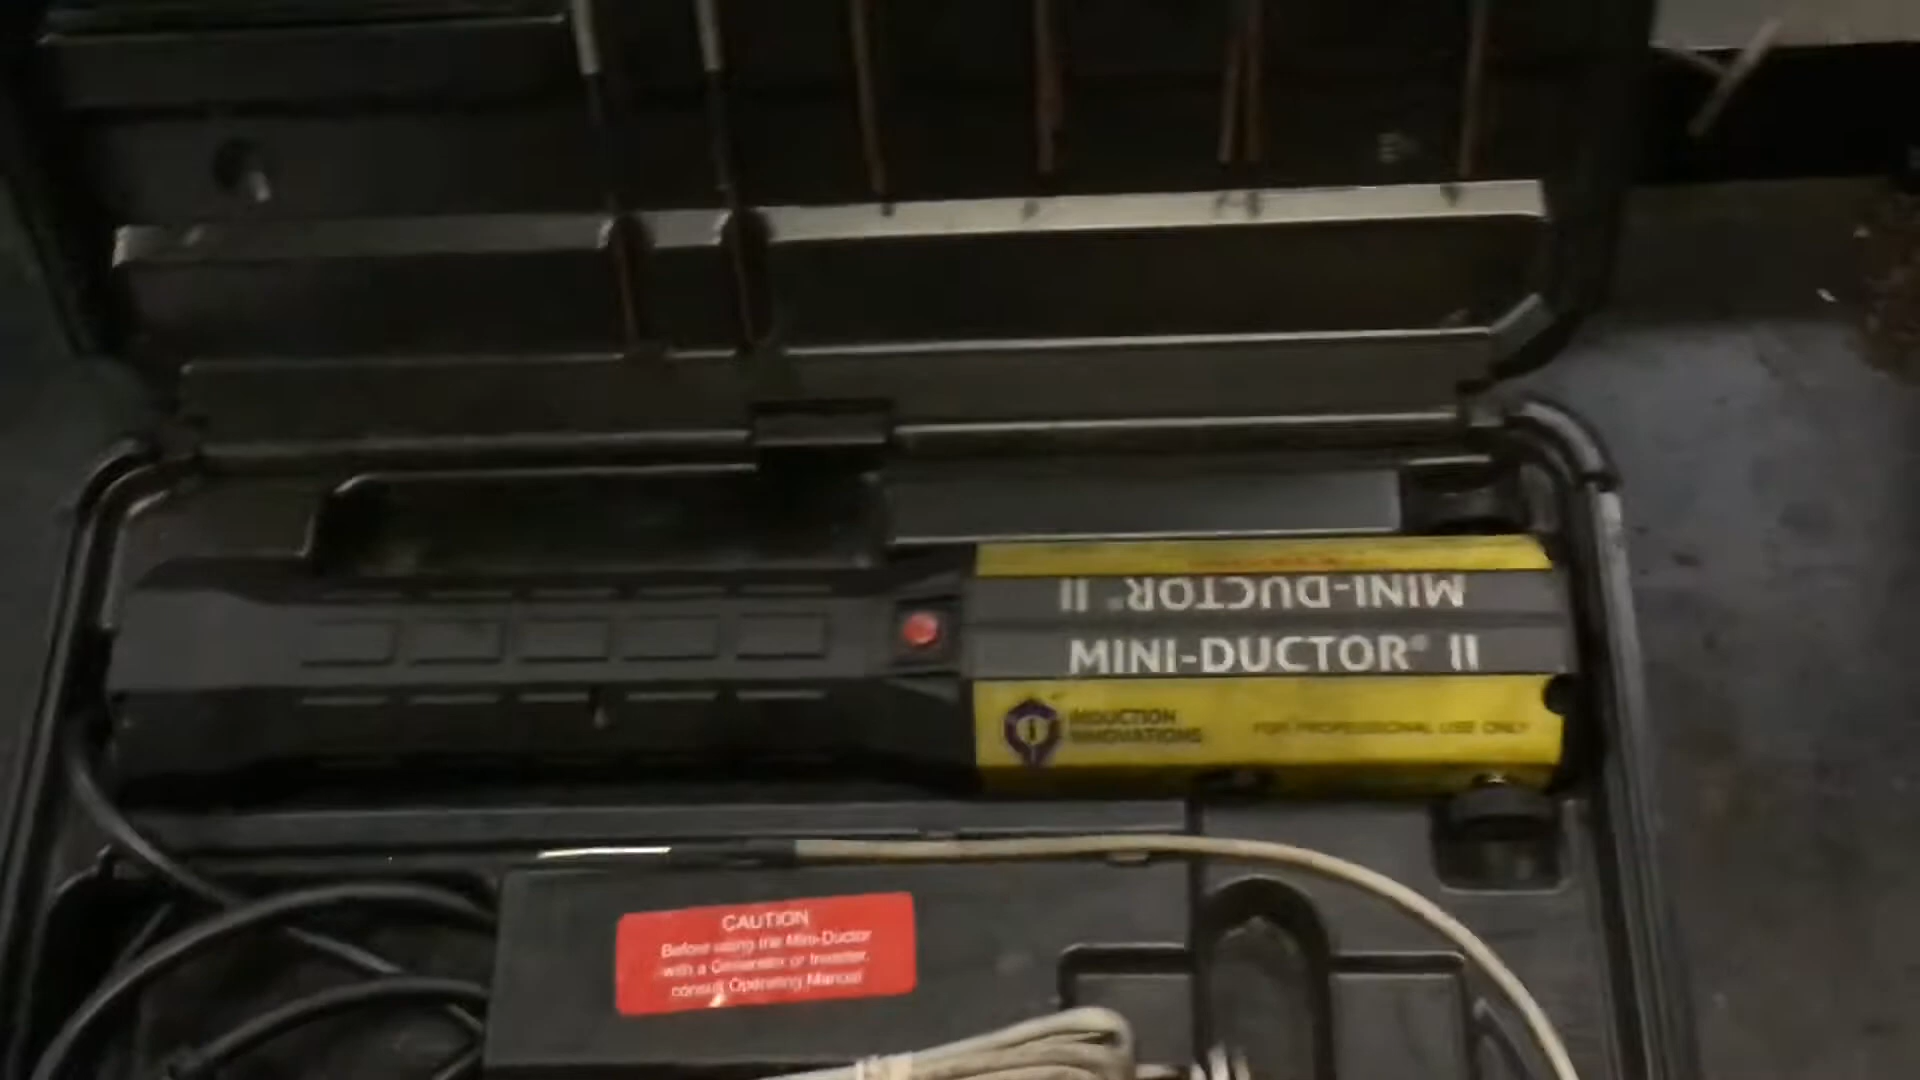 MINI-DUCTOR® II
MINI-DUCTOR® II
INDUCTION
INNOVATIONS
FOR PROFESSIONAL USE ONLY
CAUTION
Before using the Mini-Ductor
with a Generator or Inverter,
consult Operating Manual